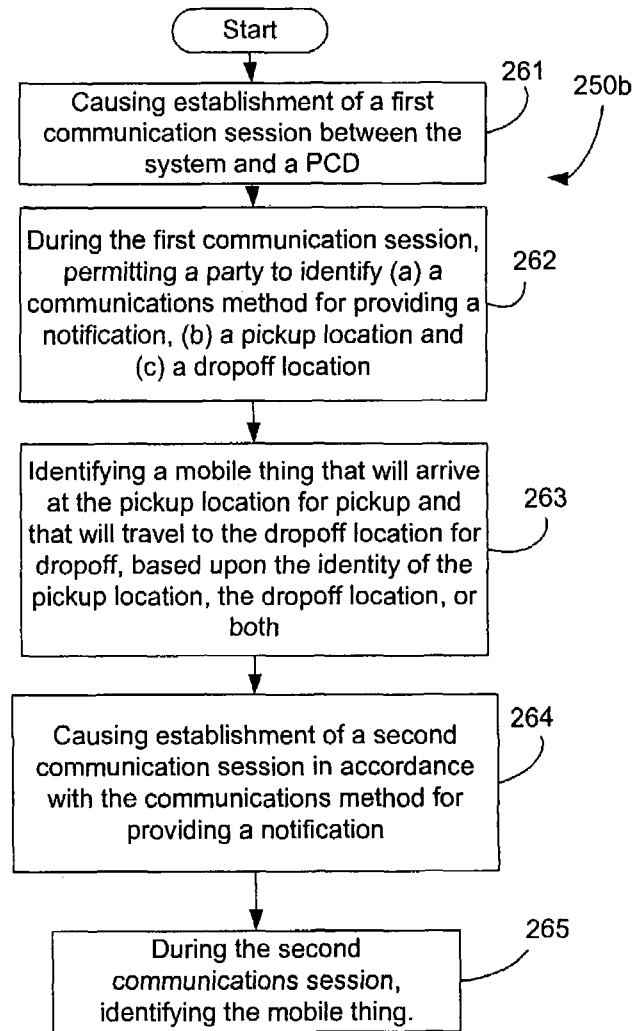 Start
261
250b
Causing establishment of a first
communication session between the
system and a PCD
During the first communication session,
permitting a party to identify (a) a
communications method for providing a
notification, (b) a pickup location and
(c) a dropoff location
262
Identifying a mobile thing that will arrive
at the pickup location for pickup and
that will travel to the dropoff location for
dropoff, based upon the identity of the
pickup location, the dropoff location, or
both
263
Causing establishment of a second
communication session in accordance
with the communications method for
providing a notification
264
During the second
communications session,
identifying the mobile thing.
265